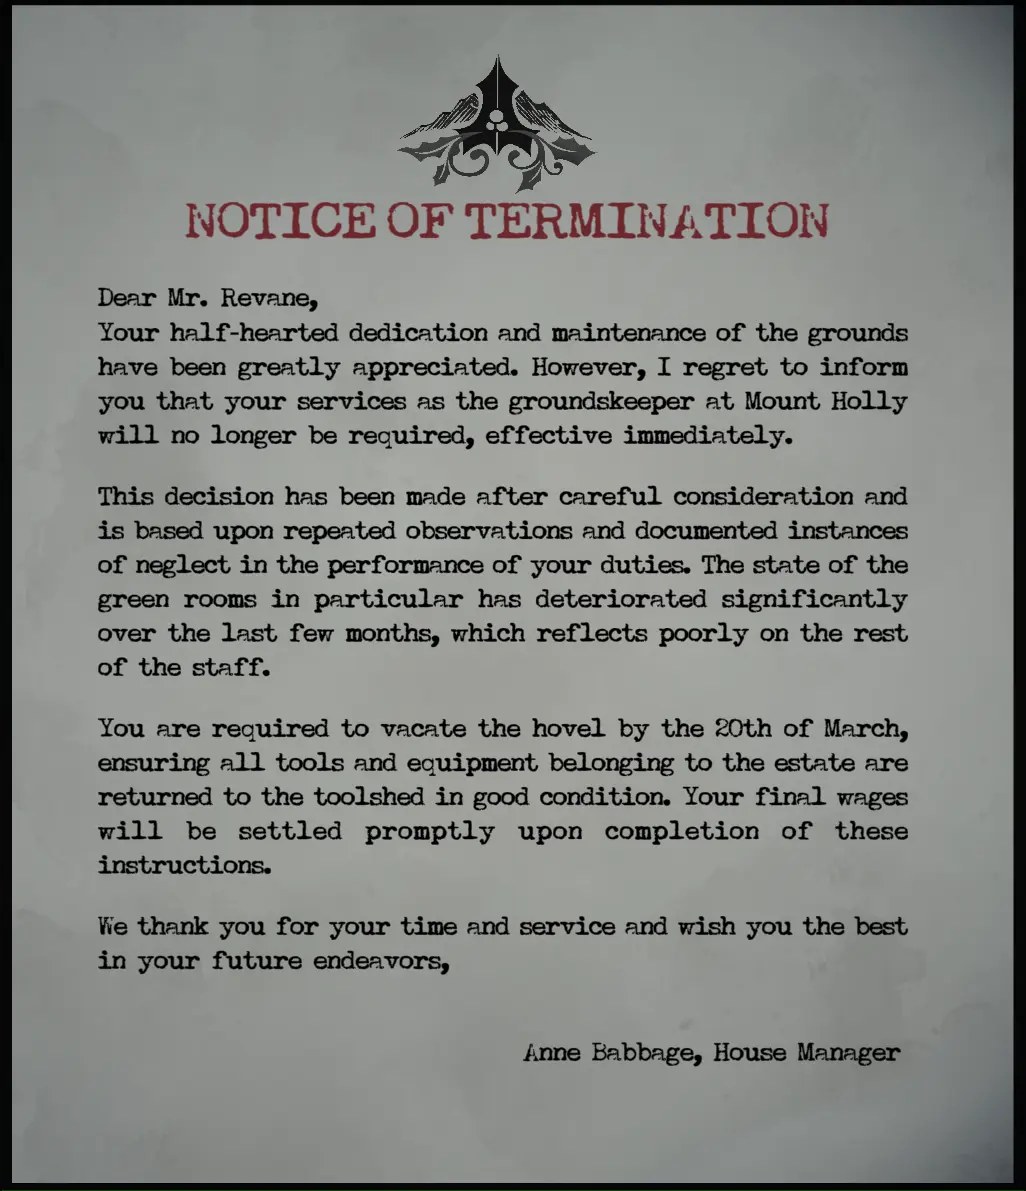 NOTICE OF TERMINATION
Dear Mr. Revane,
Your half-hearted dedication and maintenance of the grounds
have been greatly appreciated. However, I regret to inform
you that your services as the groundskeeper at Mount Holly
will no longer be required, effective immediately.
This decision has been made after careful consideration and
is based upon repeated observations and documented instances
of neglect in the performance of your duties. The state of the
green rooms in particular has deteriorated significantly
over the last few months, which reflects poorly on the rest
of the staff.
You are required to vacate the hovel by the 20th of March,
ensuring all tools and equipment belonging to the estate are
returned to the toolshed in good condition. Your final wages
will be settled promptly upon completion of these
instructions.
We thank you for your time and service and wish you the best
in your future endeavors,
Anne Babbage, House Manager